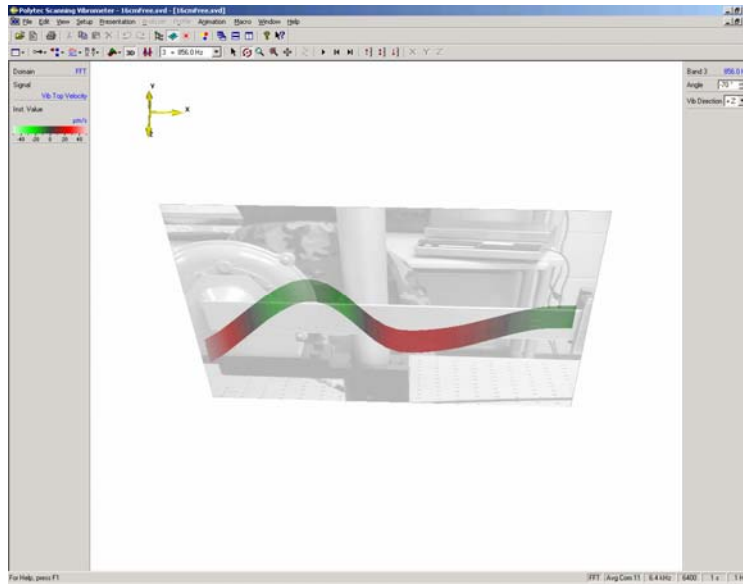 Polytec Scanning Vibrometer - 16cmFree.avd - [16cmFree.avd]
File Edit View Setup Presentation Analyzer Profile Animation Macro Window Help
3D 3 = 856.0 Hz X Y Z
Domain FFT
Signal
Vib Top Velocity
Inst. Value
µm/s
-40 -20 0 20 40
Y
X
Z
Band 3 856.0 H
Angle -70°
Vib Direction +Z
For Help, press F1
FFT Avg Com 11 6.4 kHz 6400 1 s